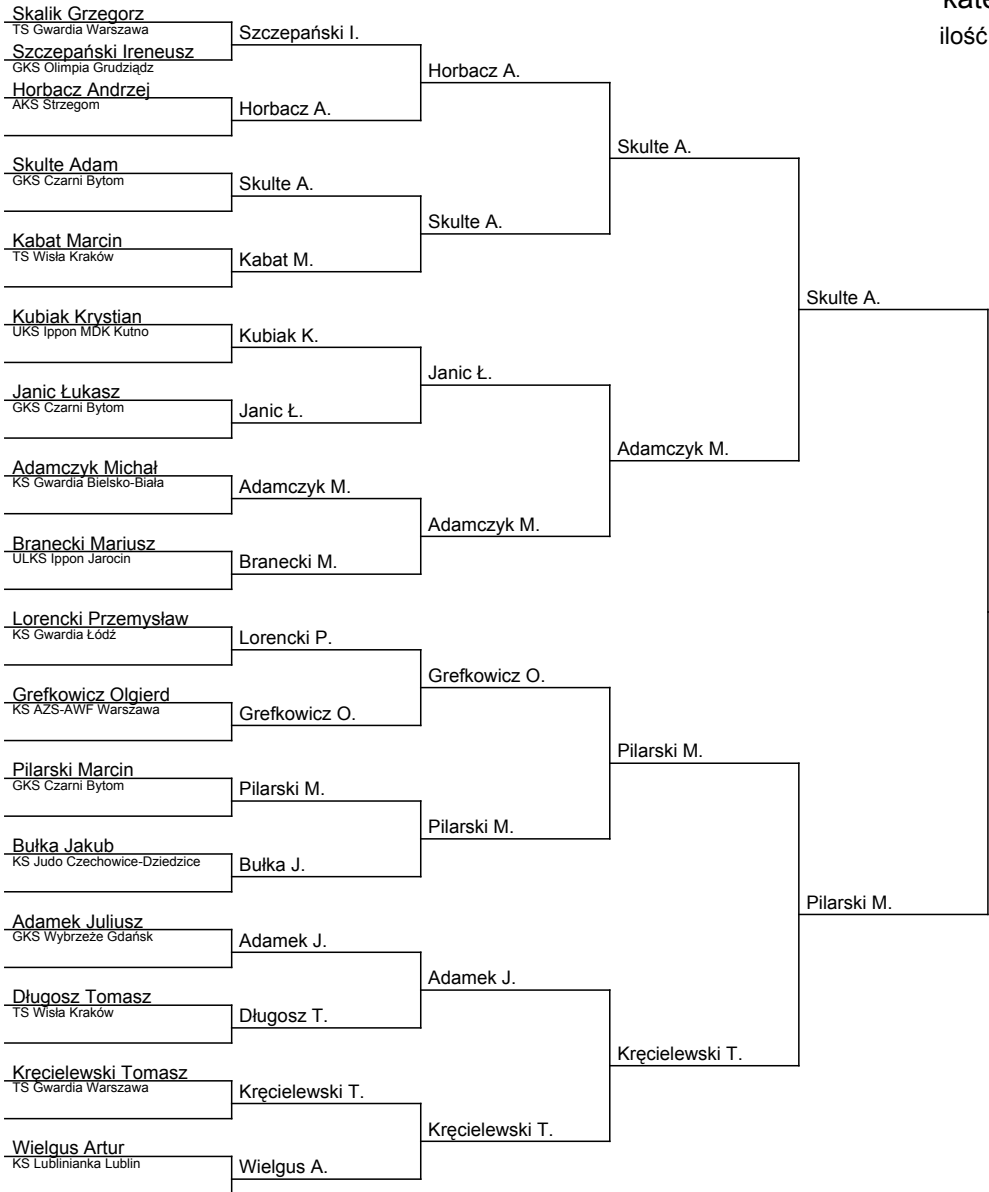 Skalik Grzegorz
TS Gwardia Warszawa
Szczepański Ireneusz
GKS Olimpia Grudziądz
Horbacz Andrzej
AKS Strzegom
Skulte Adam
GKS Czarni Bytom
Kabat Marcin
TS Wisła Kraków
Kubiak Krystian
UKS Ippon MDK Kutno
Janic Łukasz
GKS Czarni Bytom
Adamczyk Michał
KS Gwardia Bielsko-Biała
Branecki Mariusz
ULKS Ippon Jarocin
Lorencki Przemysław
KS Gwardia Łódź
Grefkowicz Olgierd
KS AZS-AWF Warszawa
Pilarski Marcin
GKS Czarni Bytom
Bułka Jakub
KS Judo Czechowice-Dziedzice
Adamek Juliusz
GKS Wybrzeże Gdańsk
Długosz Tomasz
TS Wisła Kraków
Kręcielewski Tomasz
TS Gwardia Warszawa
Wielgus Artur
KS Lublinianka Lublin
Szczepański I.
Horbacz A.
Skulte A.
Kabat M.
Kubiak K.
Janic Ł.
Adamczyk M.
Branecki M.
Lorencki P.
Grefkowicz O.
Pilarski M.
Bułka J.
Adamek J.
Długosz T.
Kręcielewski T.
Wielgus A.
Horbacz A.
Skulte A.
Janic Ł.
Adamczyk M.
Grefkowicz O.
Pilarski M.
Adamek J.
Kręcielewski T.
Skulte A.
Adamczyk M.
Pilarski M.
Kręcielewski T.
Skulte A.
Pilarski M.
ilość